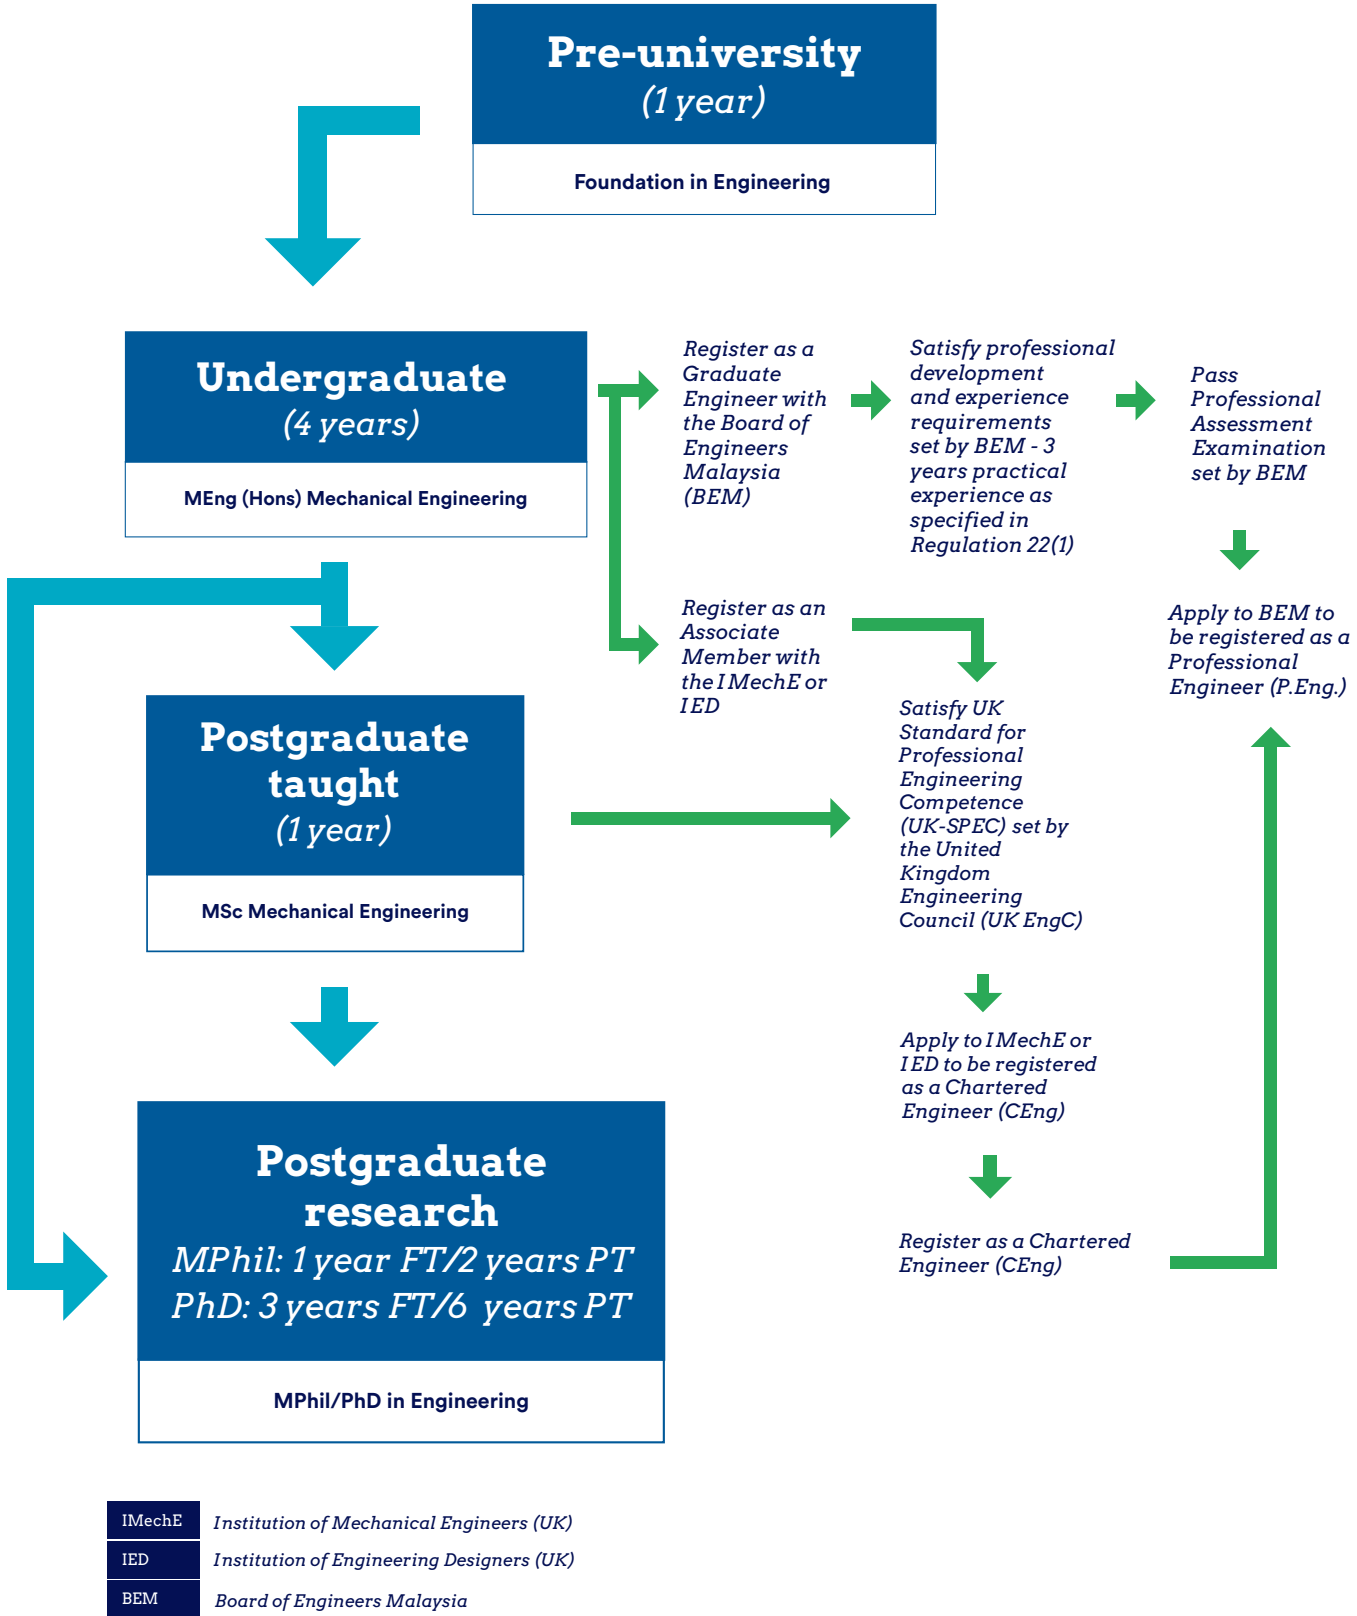 Pre-university
(1 year)
Foundation in Engineering
Undergraduate
(4 years)
MEng (Hons) Mechanical Engineering
Register as a
Graduate
Engineer with
the Board of
Engineers
Malaysia
(BEM)
Satisfy professional
development
and experience
requirements
set by BEM - 3
years practical
experience as
specified in
Regulation 22(1)
Pass
Professional
Assessment
Examination
set by BEM
Register as an
Associate
Member with
the IMechE or
IED
Apply to BEM to
be registered as a
Professional
Engineer (P.Eng.)
Postgraduate
taught
(1 year)
MSc Mechanical Engineering
Satisfy UK
Standard for
Professional
Engineering
Competence
(UK-SPEC) set by
the United
Kingdom
Engineering
Council (UK EngC)
Apply to IMechE or
IED to be registered
as a Chartered
Engineer (CEng)
Register as a Chartered
Engineer (CEng)
Postgraduate
research
MPhil: 1 year FT/2 years PT
PhD: 3 years FT/6 years PT
MPhil/PhD in Engineering
IMechE Institution of Mechanical Engineers (UK)
IED Institution of Engineering Designers (UK)
BEM Board of Engineers Malaysia